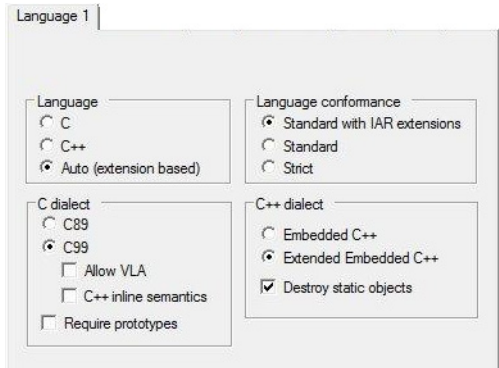 Language 1
Language
C
C++
Auto (extension based)
Language conformance
Standard with IAR extensions
Standard
Strict
C dialect
C89
C99
Allow VLA
C++ inline semantics
Require prototypes
C++ dialect
Embedded C++
Extended Embedded C++
Destroy static objects